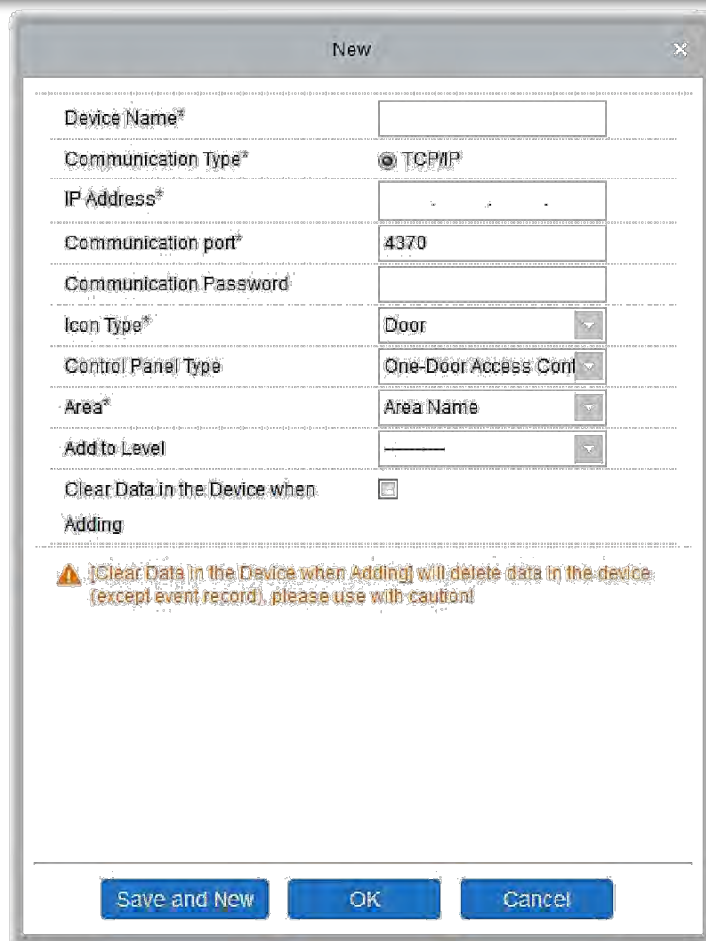 New
Device Name*
Communication Type* TCP/IP
IP Address* . . .
Communication port* 4370
Communication Password
Icon Type* Door
Control Panel Type One-Door Access Cont
Area* Area Name
Add to Level ---------
Clear Data in the Device when
Adding
[Clear Data in the Device when Adding] will delete data in the device
(except event record), please use with caution!
Save and New OK Cancel